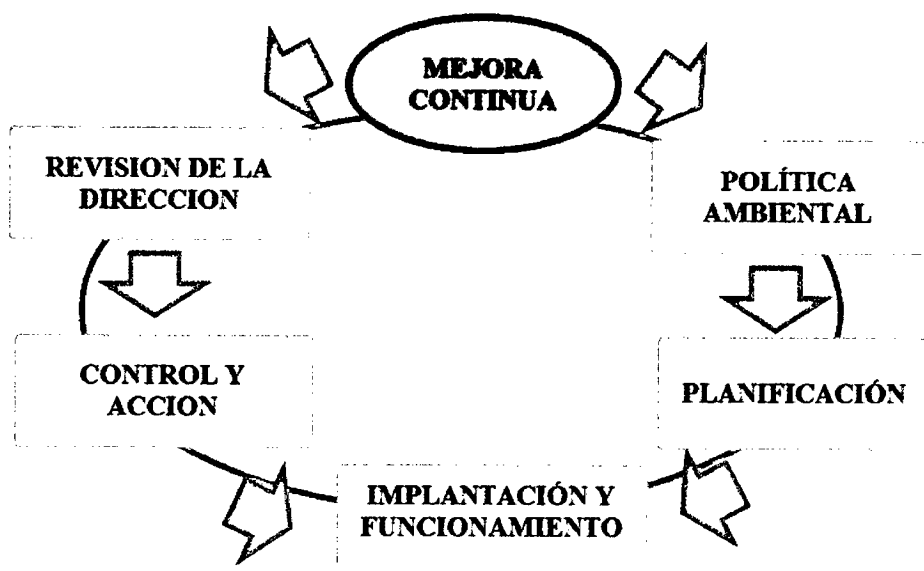 MEJORA
CONTINUA
REVISION DE LA
DIRECCION
POLÍTICA
AMBIENTAL
CONTROL Y
ACCION
PLANIFICACIÓN
IMPLANTACIÓN Y
FUNCIONAMIENTO